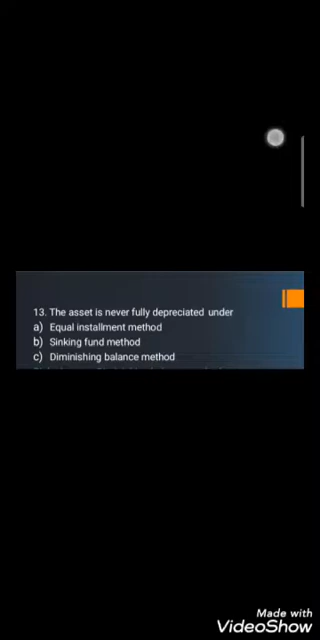 13. The asset is never fully depreciated under
a) Equal installment method
b) Sinking fund method
c) Diminishing balance method
Made with
VideoShow